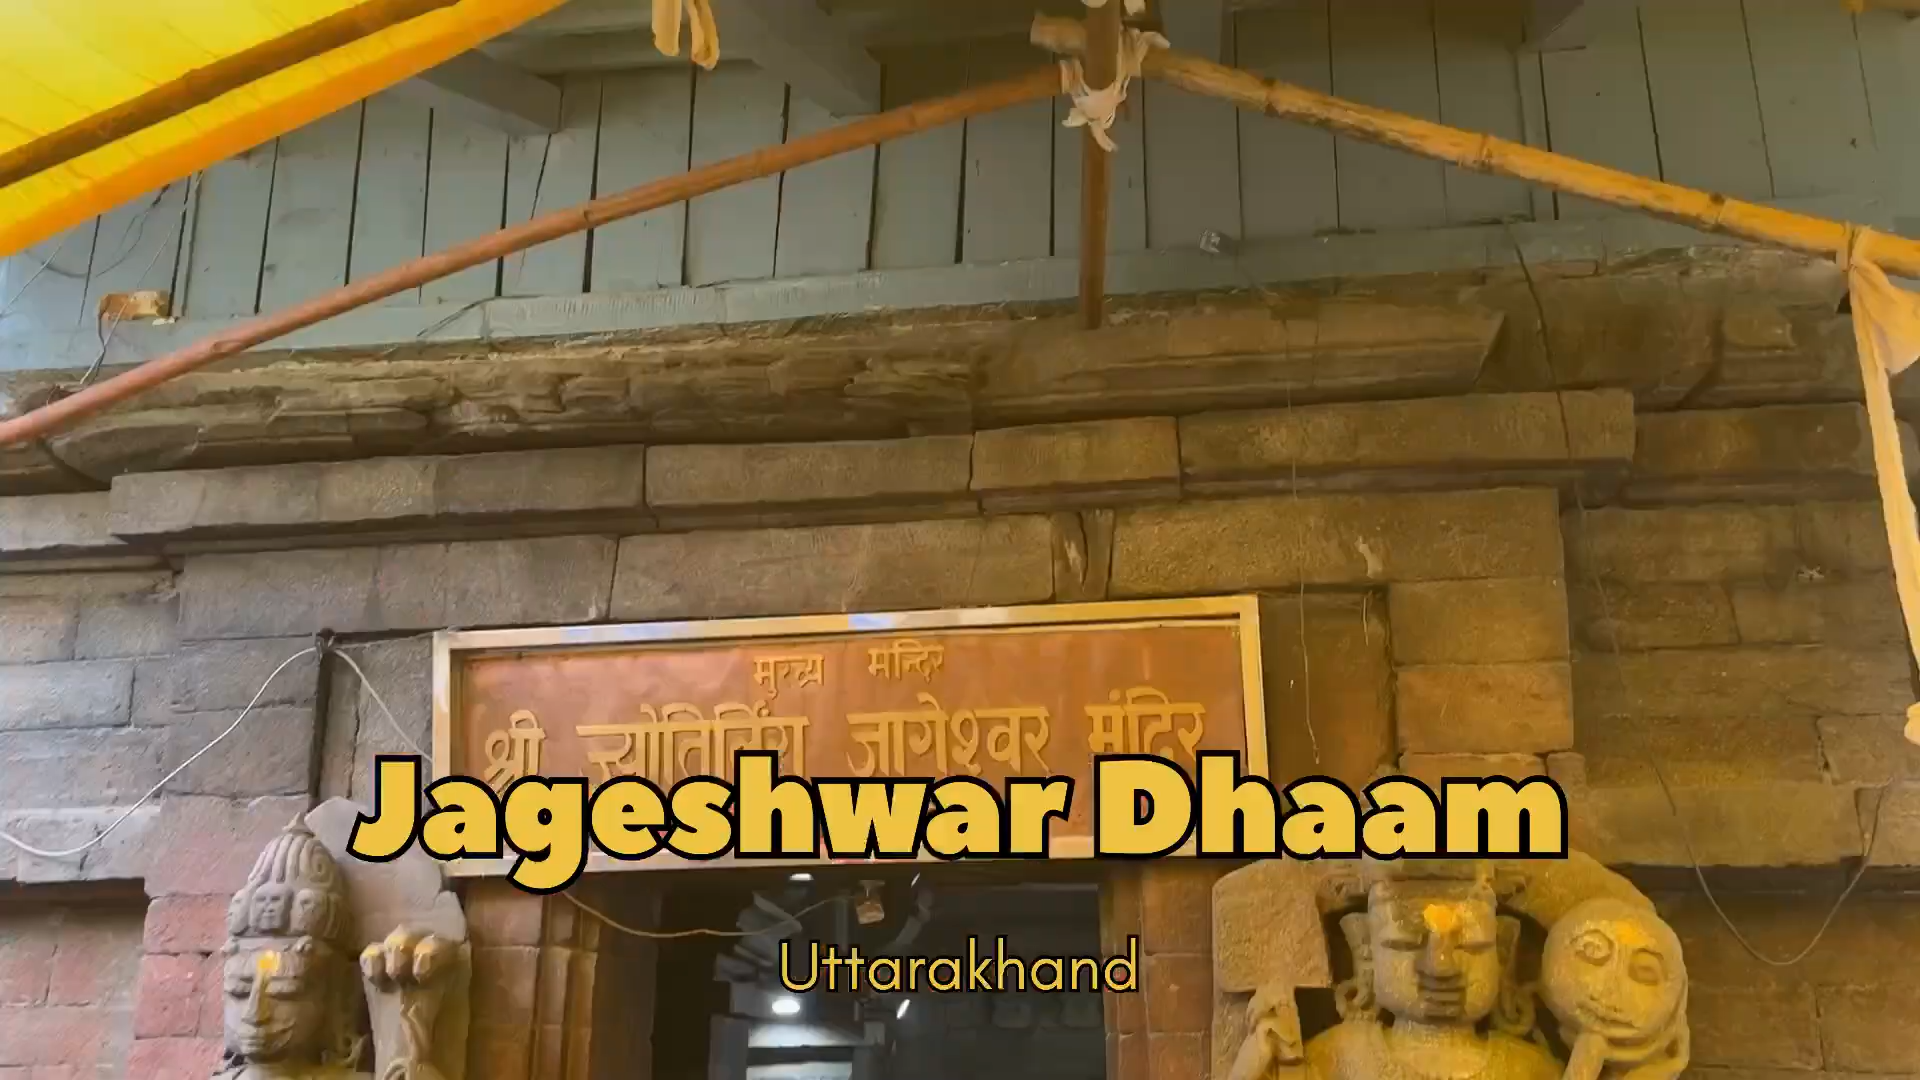 मुख्य मन्दिर
श्री ज्योतिर्लिंग जागेश्वर मंदिर
Jageshwar Dhaam
Uttarakhand